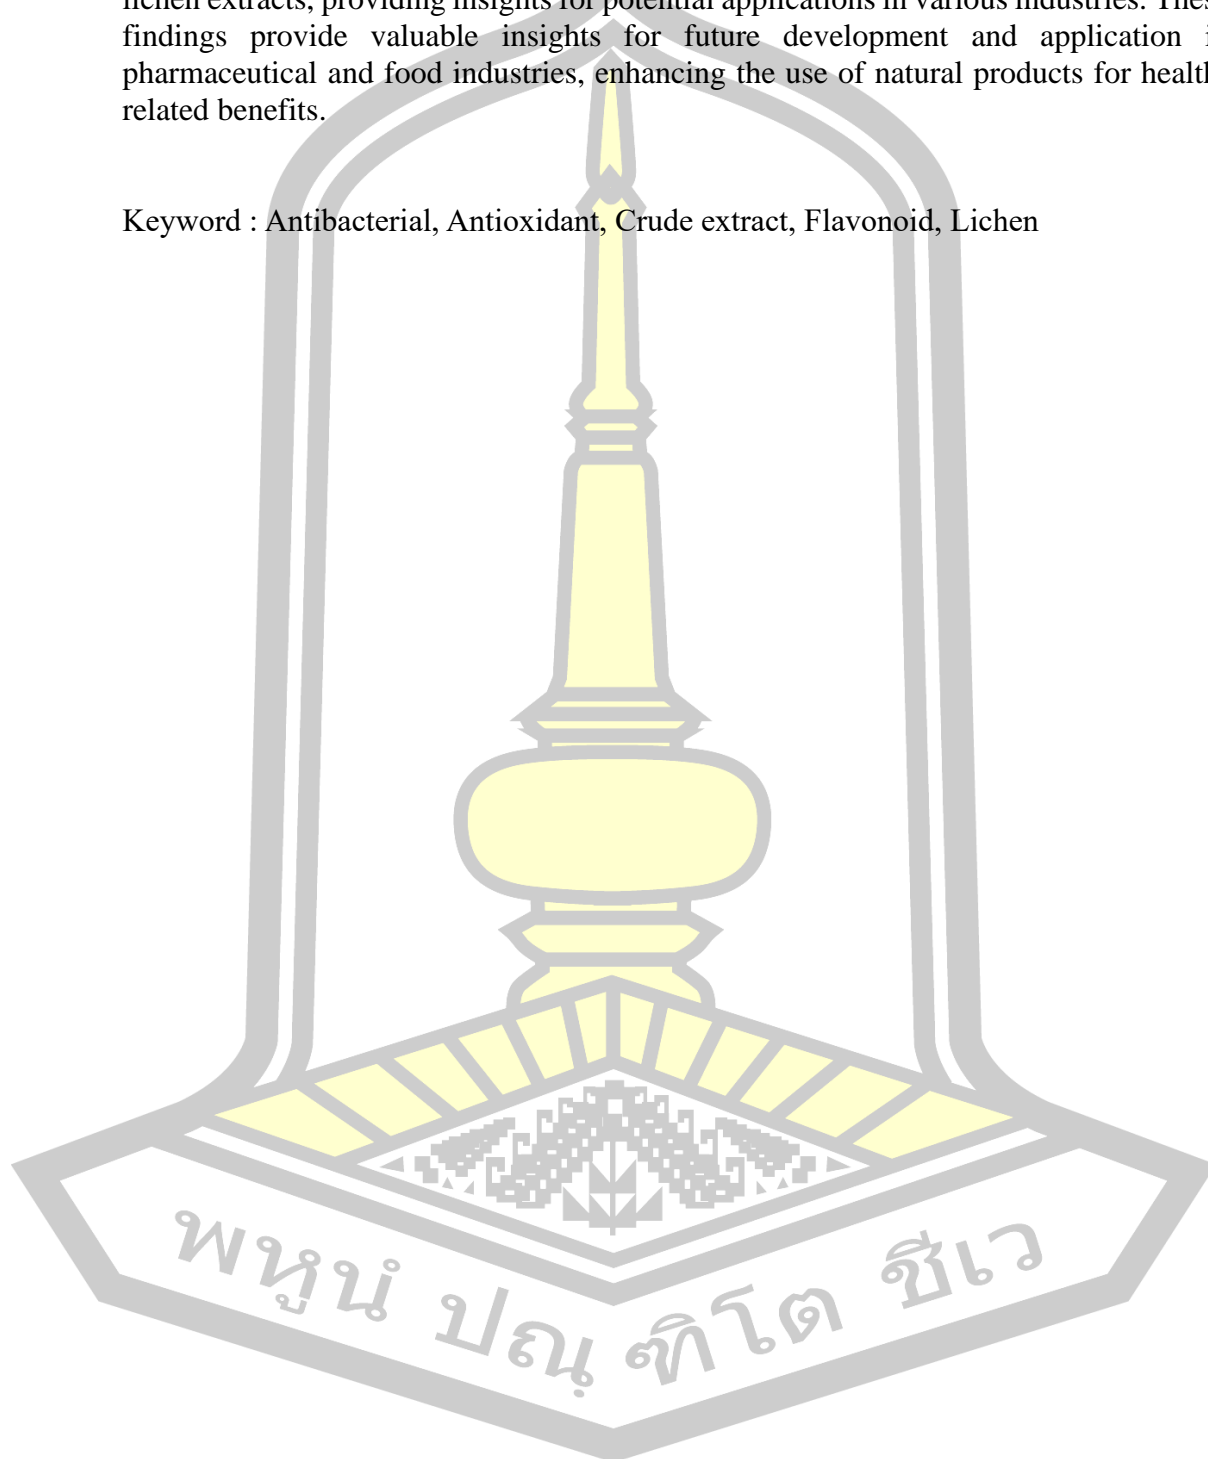 lichen extracts, providing insights for potential applications in various industries. Thes
findings provide valuable insights for future development and application i
pharmaceutical and food industries, enhancing the use of natural products for health
related benefits.
Keyword : Antibacterial, Antioxidant, Crude extract, Flavonoid, Lichen
พหูนํ ปณฺฑิโต ชีเว